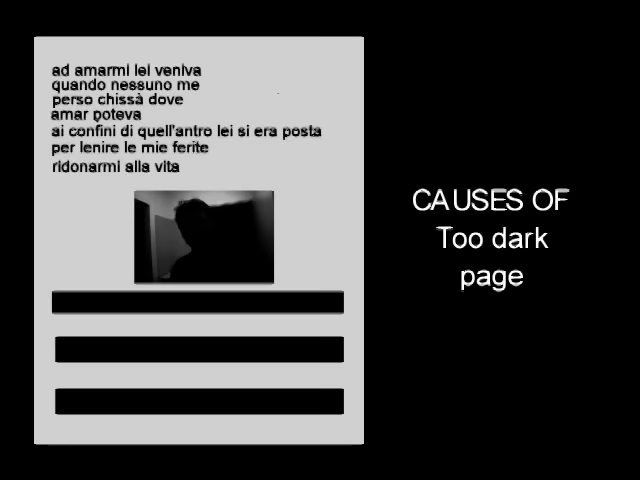 ad amarmi lei veniva
quando nessuno me
perso chissà dove
amar poteva
ai confini di quell'antro lei si era posta
per lenire le mie ferite
ridonarmi alla vita
CAUSES OF
Too dark
page